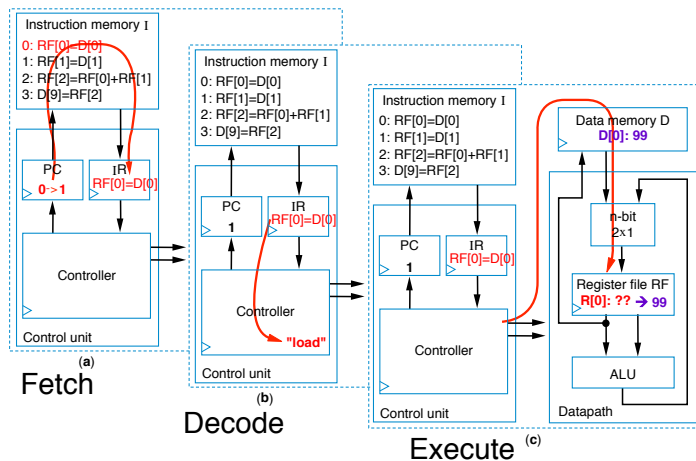 Instruction memory I
0: RF[0]=D[0]
1: RF[1]=D[1]
2: RF[2]=RF[0]+RF[1]
3: D[9]=RF[2]
PC
0->1
IR
RF[0]=D[0]
Controller
Control unit
(a)
Fetch
Instruction memory I
0: RF[0]=D[0]
1: RF[1]=D[1]
2: RF[2]=RF[0]+RF[1]
3: D[9]=RF[2]
PC
1
IR
RF[0]=D[0]
Controller
"load"
Control unit
(b)
Decode
Instruction memory I
0: RF[0]=D[0]
1: RF[1]=D[1]
2: RF[2]=RF[0]+RF[1]
3: D[9]=RF[2]
PC
1
IR
RF[0]=D[0]
Controller
Control unit
Data memory D
D[0]: 99
n-bit
2x1
Register file RF
R[0]: ?? → 99
ALU
Datapath
(c)
Execute